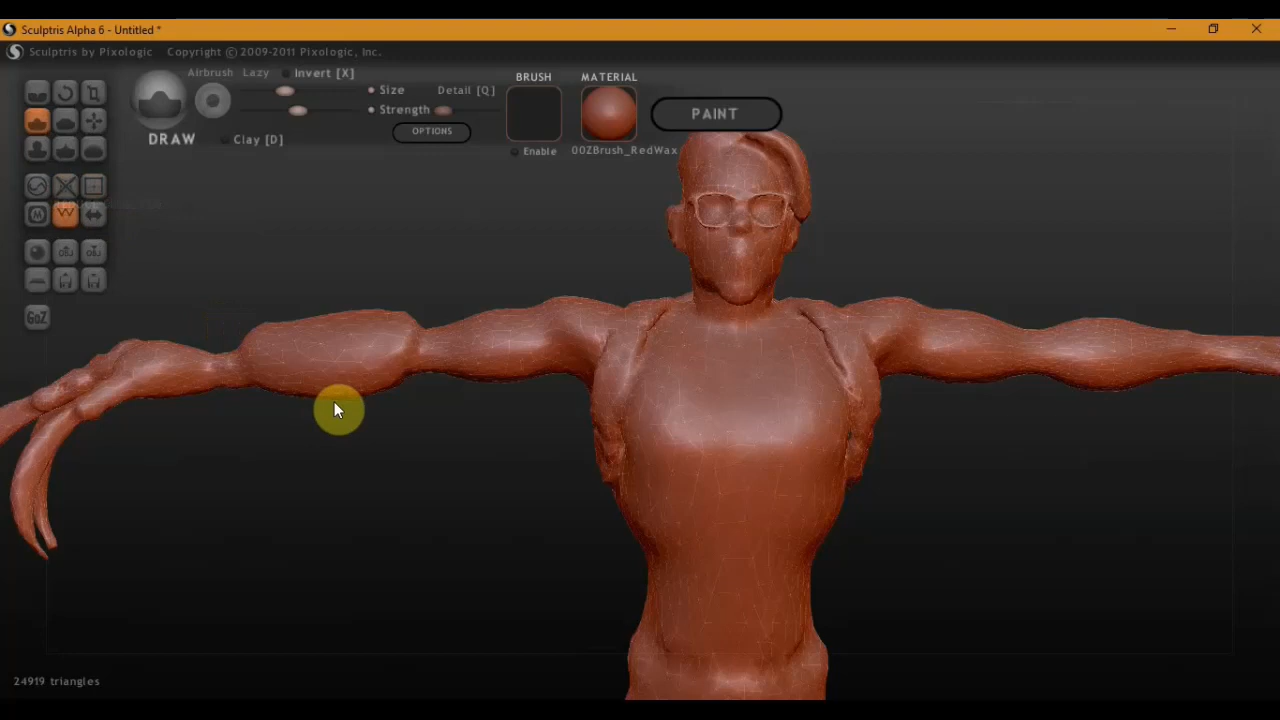 Sculptris Alpha 6 - Untitled *
Sculptris by Pixologic Copyright © 2009-2011 Pixologic, Inc.
Airbrush Lazy Invert [X]
BRUSH MATERIAL
Size Detail [Q]
Strength
PAINT
OPTIONS
DRAW Clay [D]
Enable 00ZBrush_RedWax
GoZ
24919 triangles